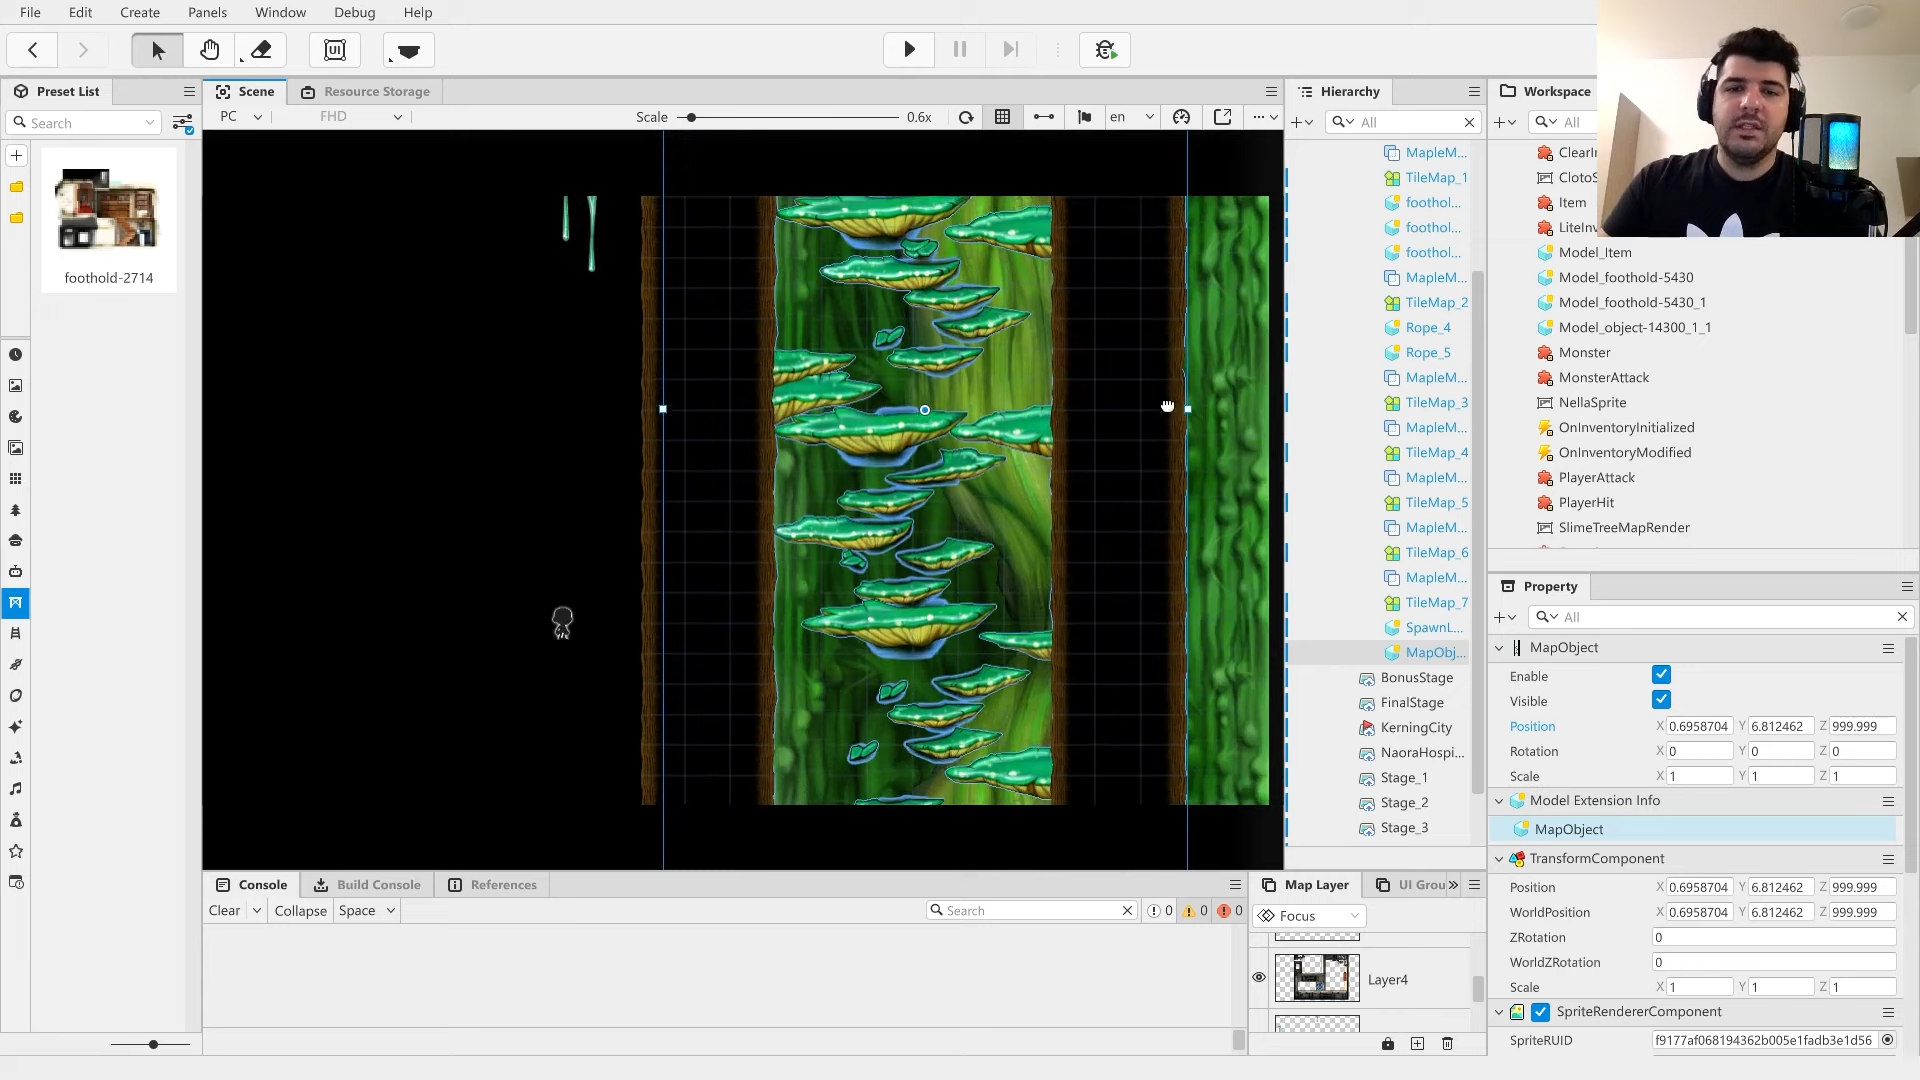 File Edit Create Panels Window Debug Help
UI
Preset List
Search
foothold-2714
Scene
Resource Storage
PC
FHD
Scale
0.6x
en
Hierarchy
All
MapleM...
TileMap_1
foothol...
foothol...
foothol...
MapleM...
TileMap_2
Rope_4
Rope_5
MapleM...
TileMap_3
MapleM...
TileMap_4
MapleM...
TileMap_5
MapleM...
TileMap_6
MapleM...
TileMap_7
SpawnL...
MapObj...
BonusStage
FinalStage
KerningCity
NaoraHospi...
Stage_1
Stage_2
Stage_3
Workspace
All
Item
Model_Item
Model_foothold-5430
Model_foothold-5430_1
Model_object-14300_1_1
Monster
MonsterAttack
NellaSprite
OnInventoryInitialized
OnInventoryModified
PlayerAttack
PlayerHit
SlimeTreeMapRender
Property
All
MapObject
Enable
Visible
Position X 0.6958704 Y 6.812462 Z 999.999
Rotation X 0 Y 0 Z 0
Scale X 1 Y 1 Z 1
Model Extension Info
MapObject
TransformComponent
Position X 0.6958704 Y 6.812462 Z 999.999
WorldPosition X 0.6958704 Y 6.812462 Z 999.999
ZRotation 0
WorldZRotation 0
Scale X 1 Y 1 Z 1
SpriteRendererComponent
SpriteRUID f9177af068194362b005e1fadb3e1d56
Console
Build Console
References
Clear
Collapse
Space
Search
0 0 0
Map Layer
UI Grou
Focus
Layer4